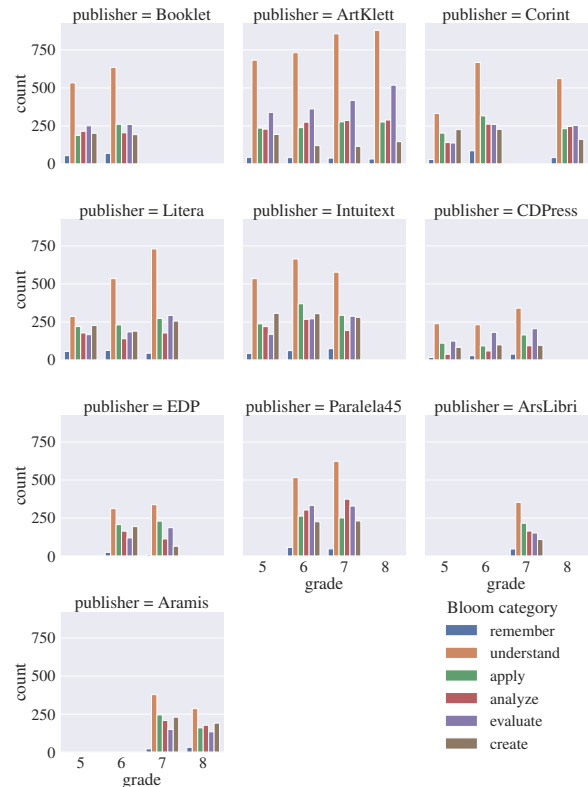 publisher = Booklet
publisher = ArtKlett
publisher = Corint
750
500
250
0
count
publisher = Litera
publisher = Intuitext
publisher = CDPress
750
500
250
0
count
publisher = EDP
publisher = Paralela45
publisher = ArsLibri
750
500
250
0
count
5 6 7 8
grade
5 6 7 8
grade
publisher = Aramis
750
500
250
0
count
5 6 7 8
grade
Bloom category
remember
understand
apply
analyze
evaluate
create